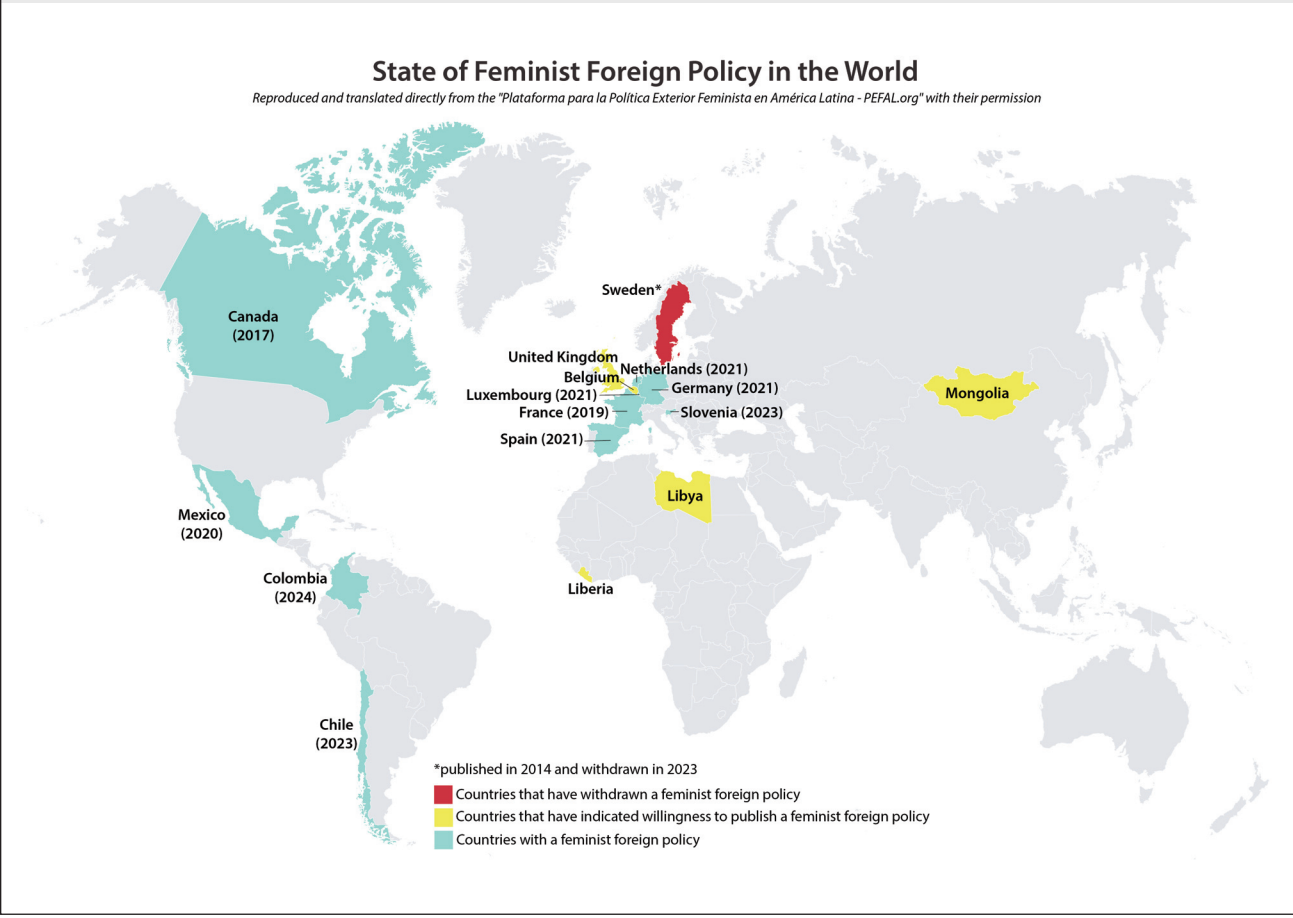 State of Feminist Foreign Policy in the World
Reproduced and translated directly from the "Plataforma para la Política Exterior Feminista en América Latina - PEFAL.org" with their permission
Canada
(2017)
Sweden*
United Kingdom
Netherlands (2021)
Belgium
Germany (2021)
Luxembourg (2021)
France (2019)
Slovenia (2023)
Spain (2021)
Mongolia
Libya
Mexico
(2020)
Colombia
(2024)
Liberia
Chile
(2023)
*published in 2014 and withdrawn in 2023
Countries that have withdrawn a feminist foreign policy
Countries that have indicated willingness to publish a feminist foreign policy
Countries with a feminist foreign policy